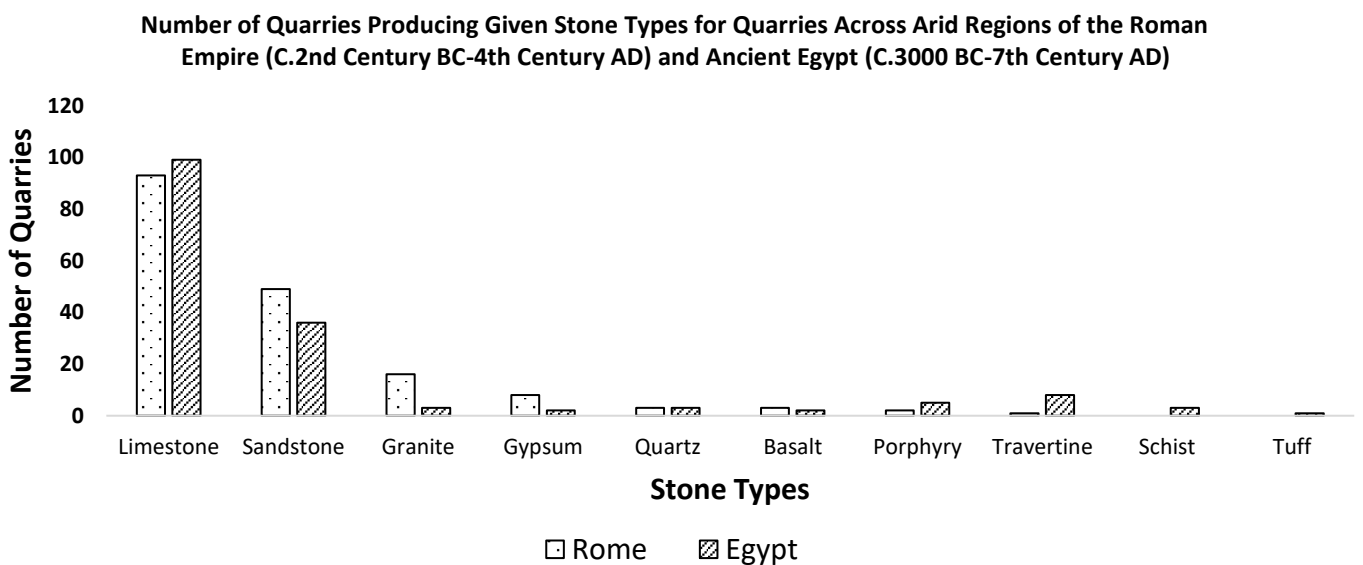 Number of Quarries Producing Given Stone Types for Quarries Across Arid Regions of the Roman
Empire (C.2nd Century BC-4th Century AD) and Ancient Egypt (C.3000 BC-7th Century AD)
Number of Quarries
120
100
80
60
40
20
0
Limestone Sandstone Granite Gypsum Quartz Basalt Porphyry Travertine Schist Tuff
Stone Types
Rome Egypt